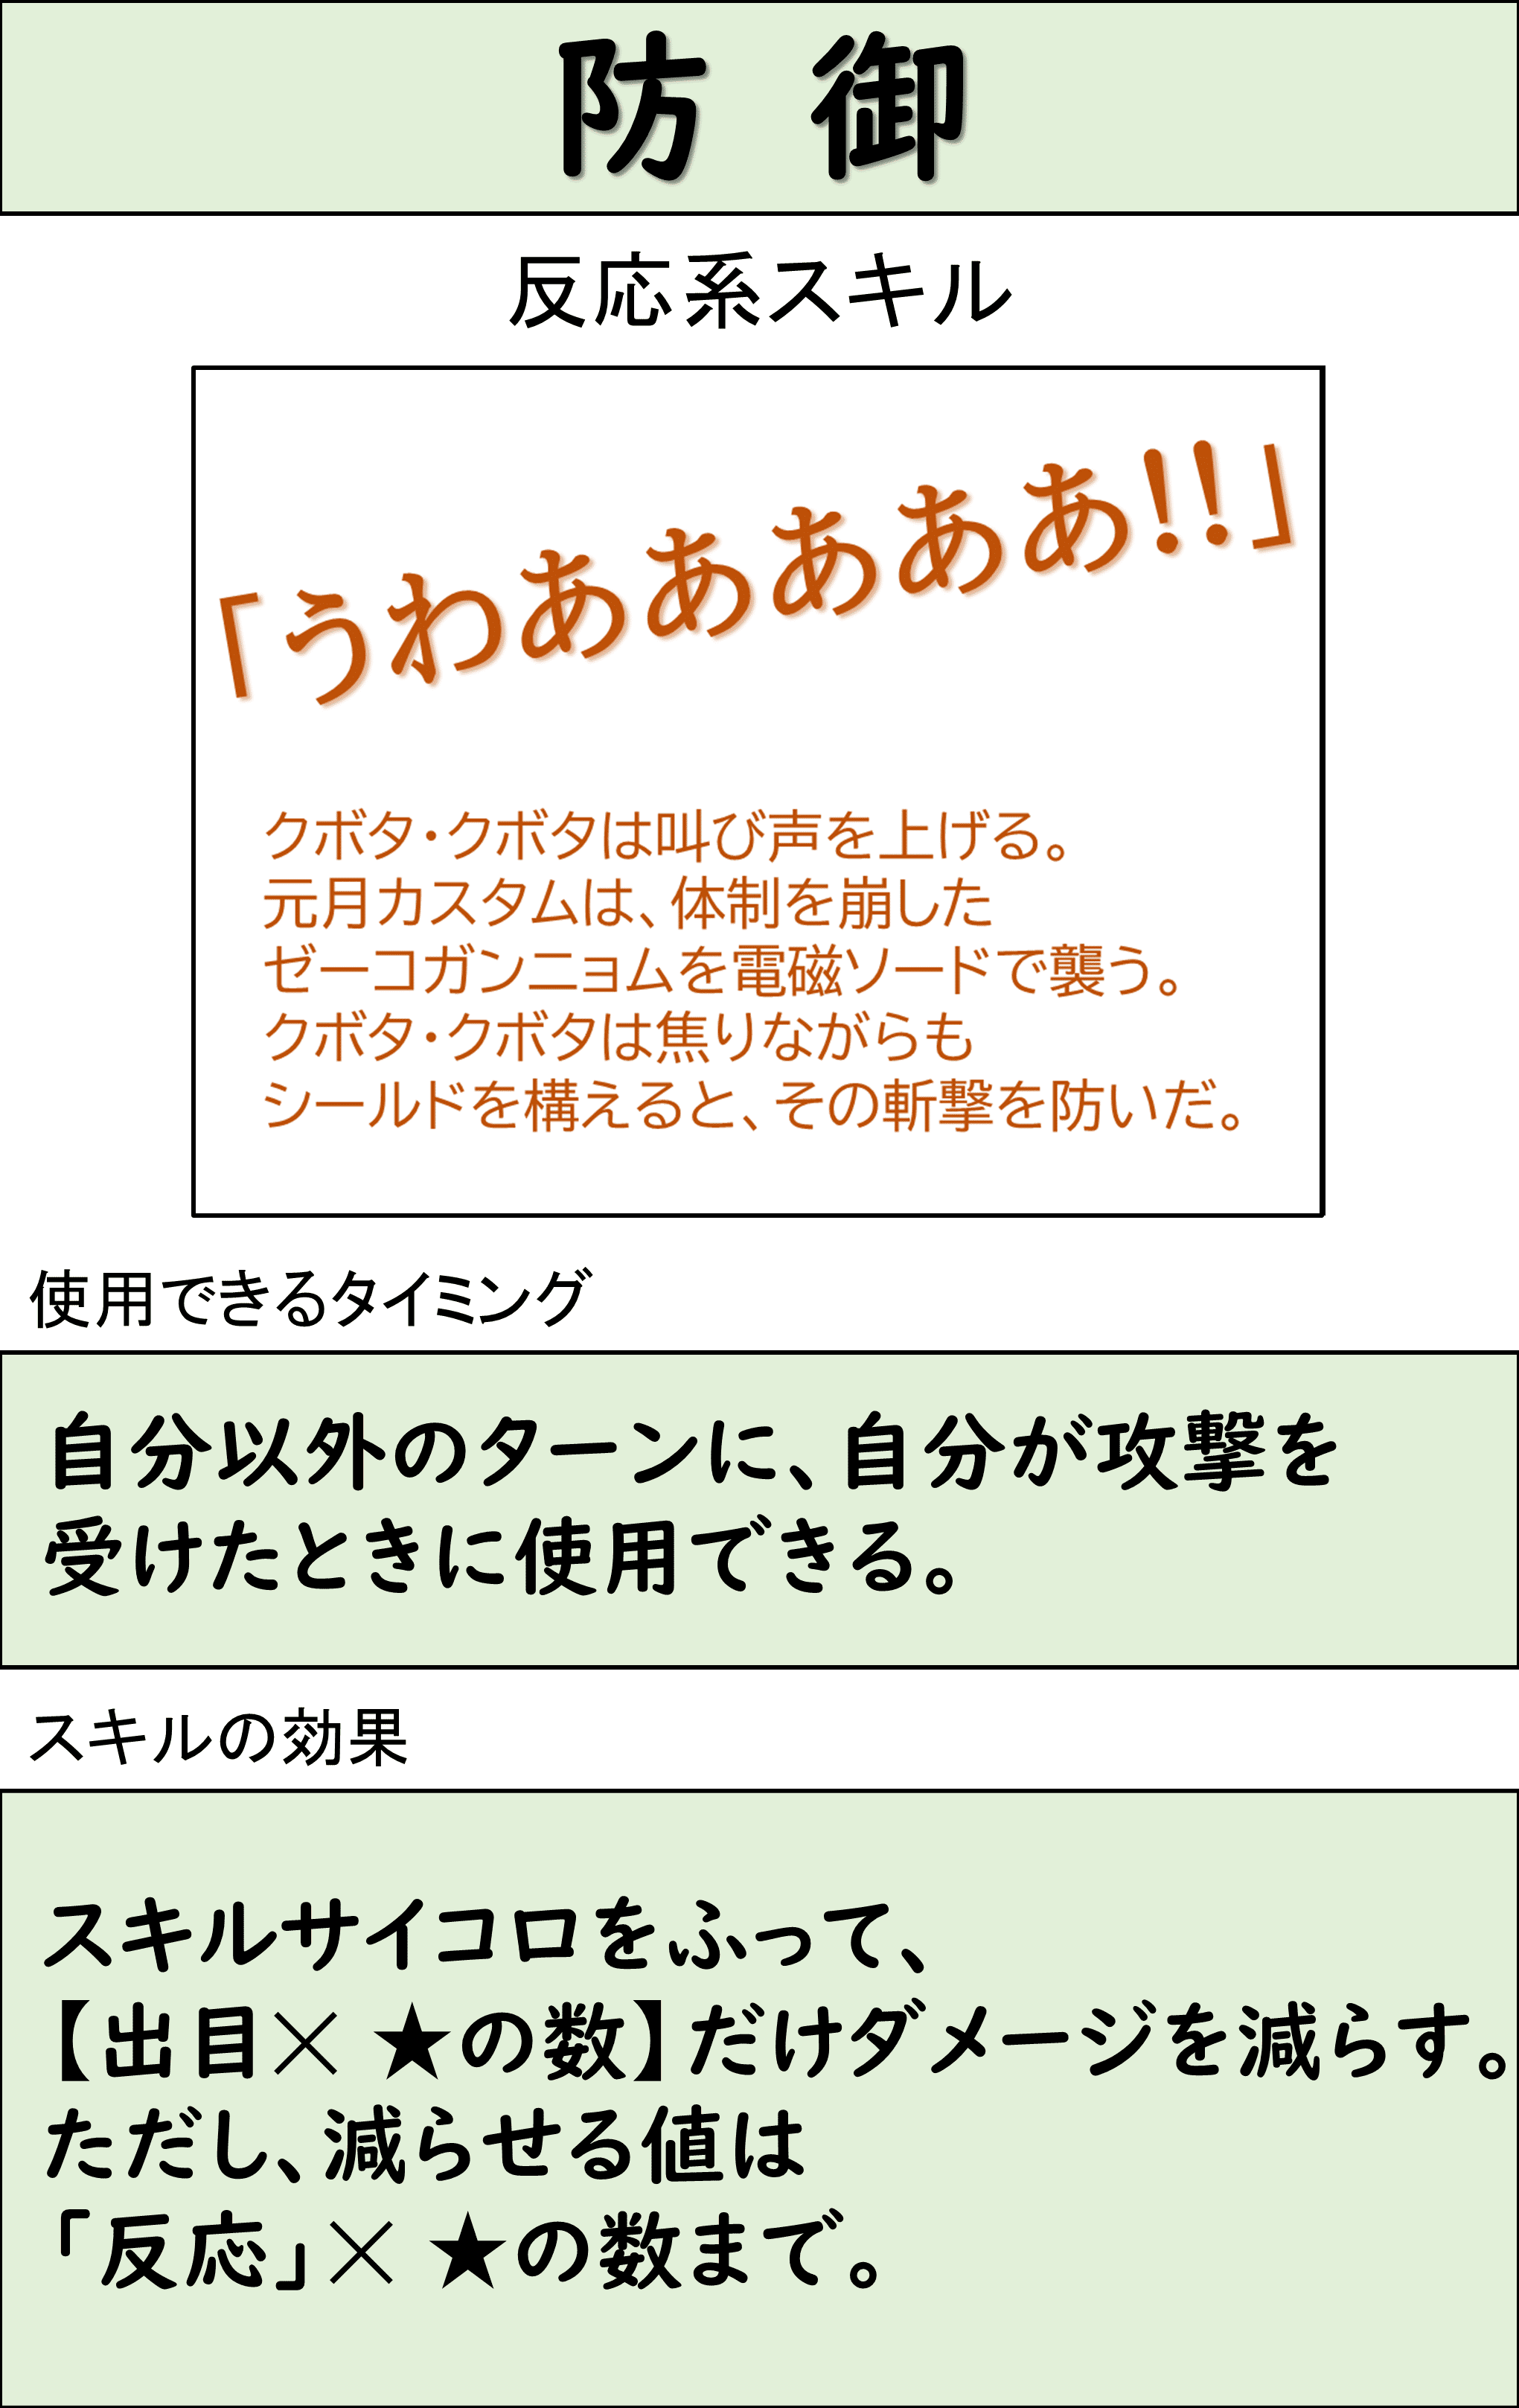 防 御
反応系スキル
「うわあああああ!!」
クボタ・クボタは叫び声を上げる。
元月カスタムは、体制を崩した
ゼーコガンニョムを電磁ソードで襲う。
クボタ・クボタは焦りながらも
シールドを構えると、その斬撃を防いだ。
使用できるタイミング
自分以外のターンに、自分が攻撃を
受けたときに使用できる。
スキルの効果
スキルサイコロをふって、
【出目×★の数】だけダメージを減らす。
ただし、減らせる値は
「反応」×★の数まで。